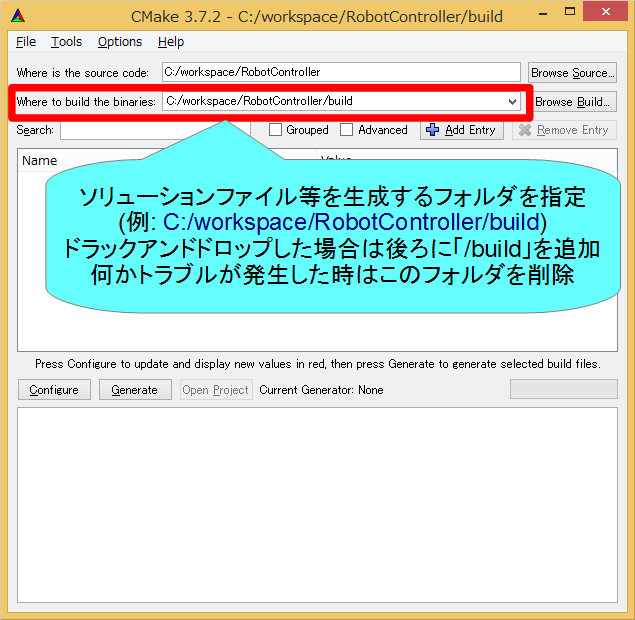 CMake 3.7.2 - C:/workspace/RobotController/build
File Tools Options Help
Where is the source code: C:/workspace/RobotController Browse Source...
Where to build the binaries: C:/workspace/RobotController/build Browse Build...
Search: Grouped Advanced Add Entry Remove Entry
Name
ソリューションファイル等を生成するフォルダを指定
(例: C:/workspace/RobotController/build)
ドラックアンドドロップした場合は後ろに「/build」を追加
何かトラブルが発生した時はこのフォルダを削除
Press Configure to update and display new values in red, then press Generate to generate selected build files.
Configure Generate Open Project Current Generator: None